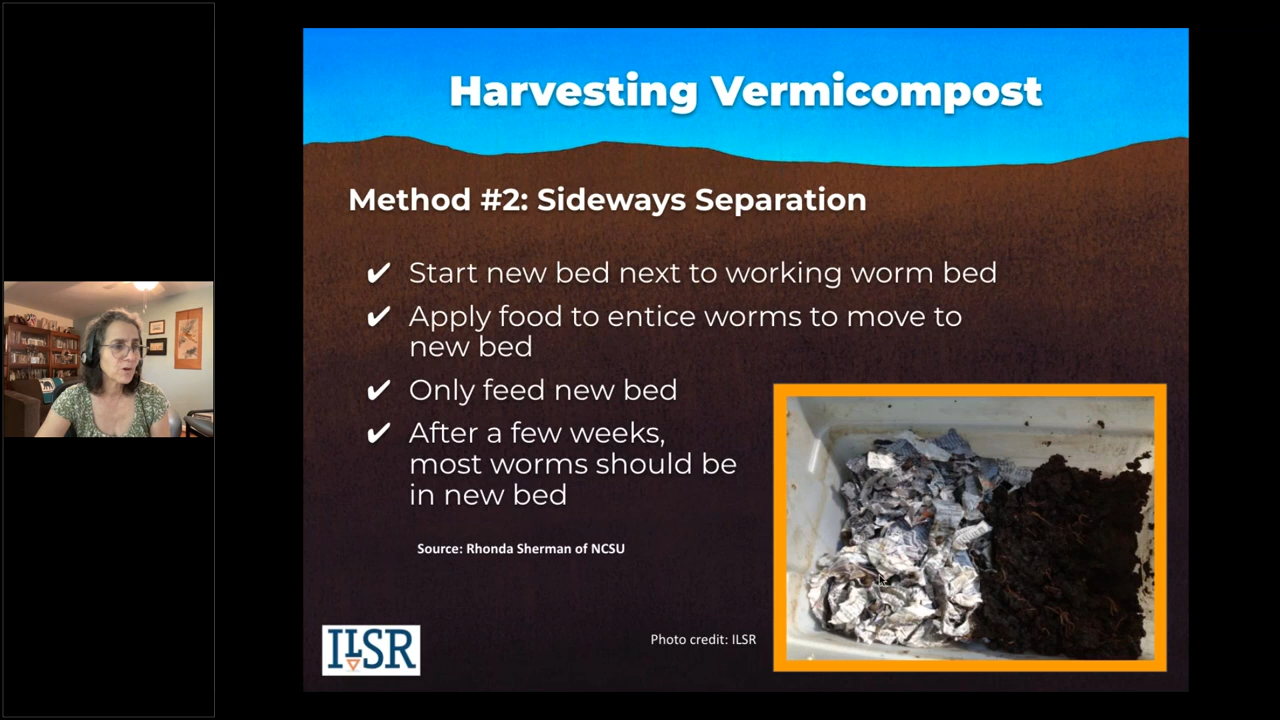 Harvesting Vermicompost
Method #2: Sideways Separation
✔ Start new bed next to working worm bed
✔ Apply food to entice worms to move to
new bed
✔ Only feed new bed
✔ After a few weeks,
most worms should be
in new bed
Source: Rhonda Sherman of NCSU
Photo credit: ILSR
ILSR